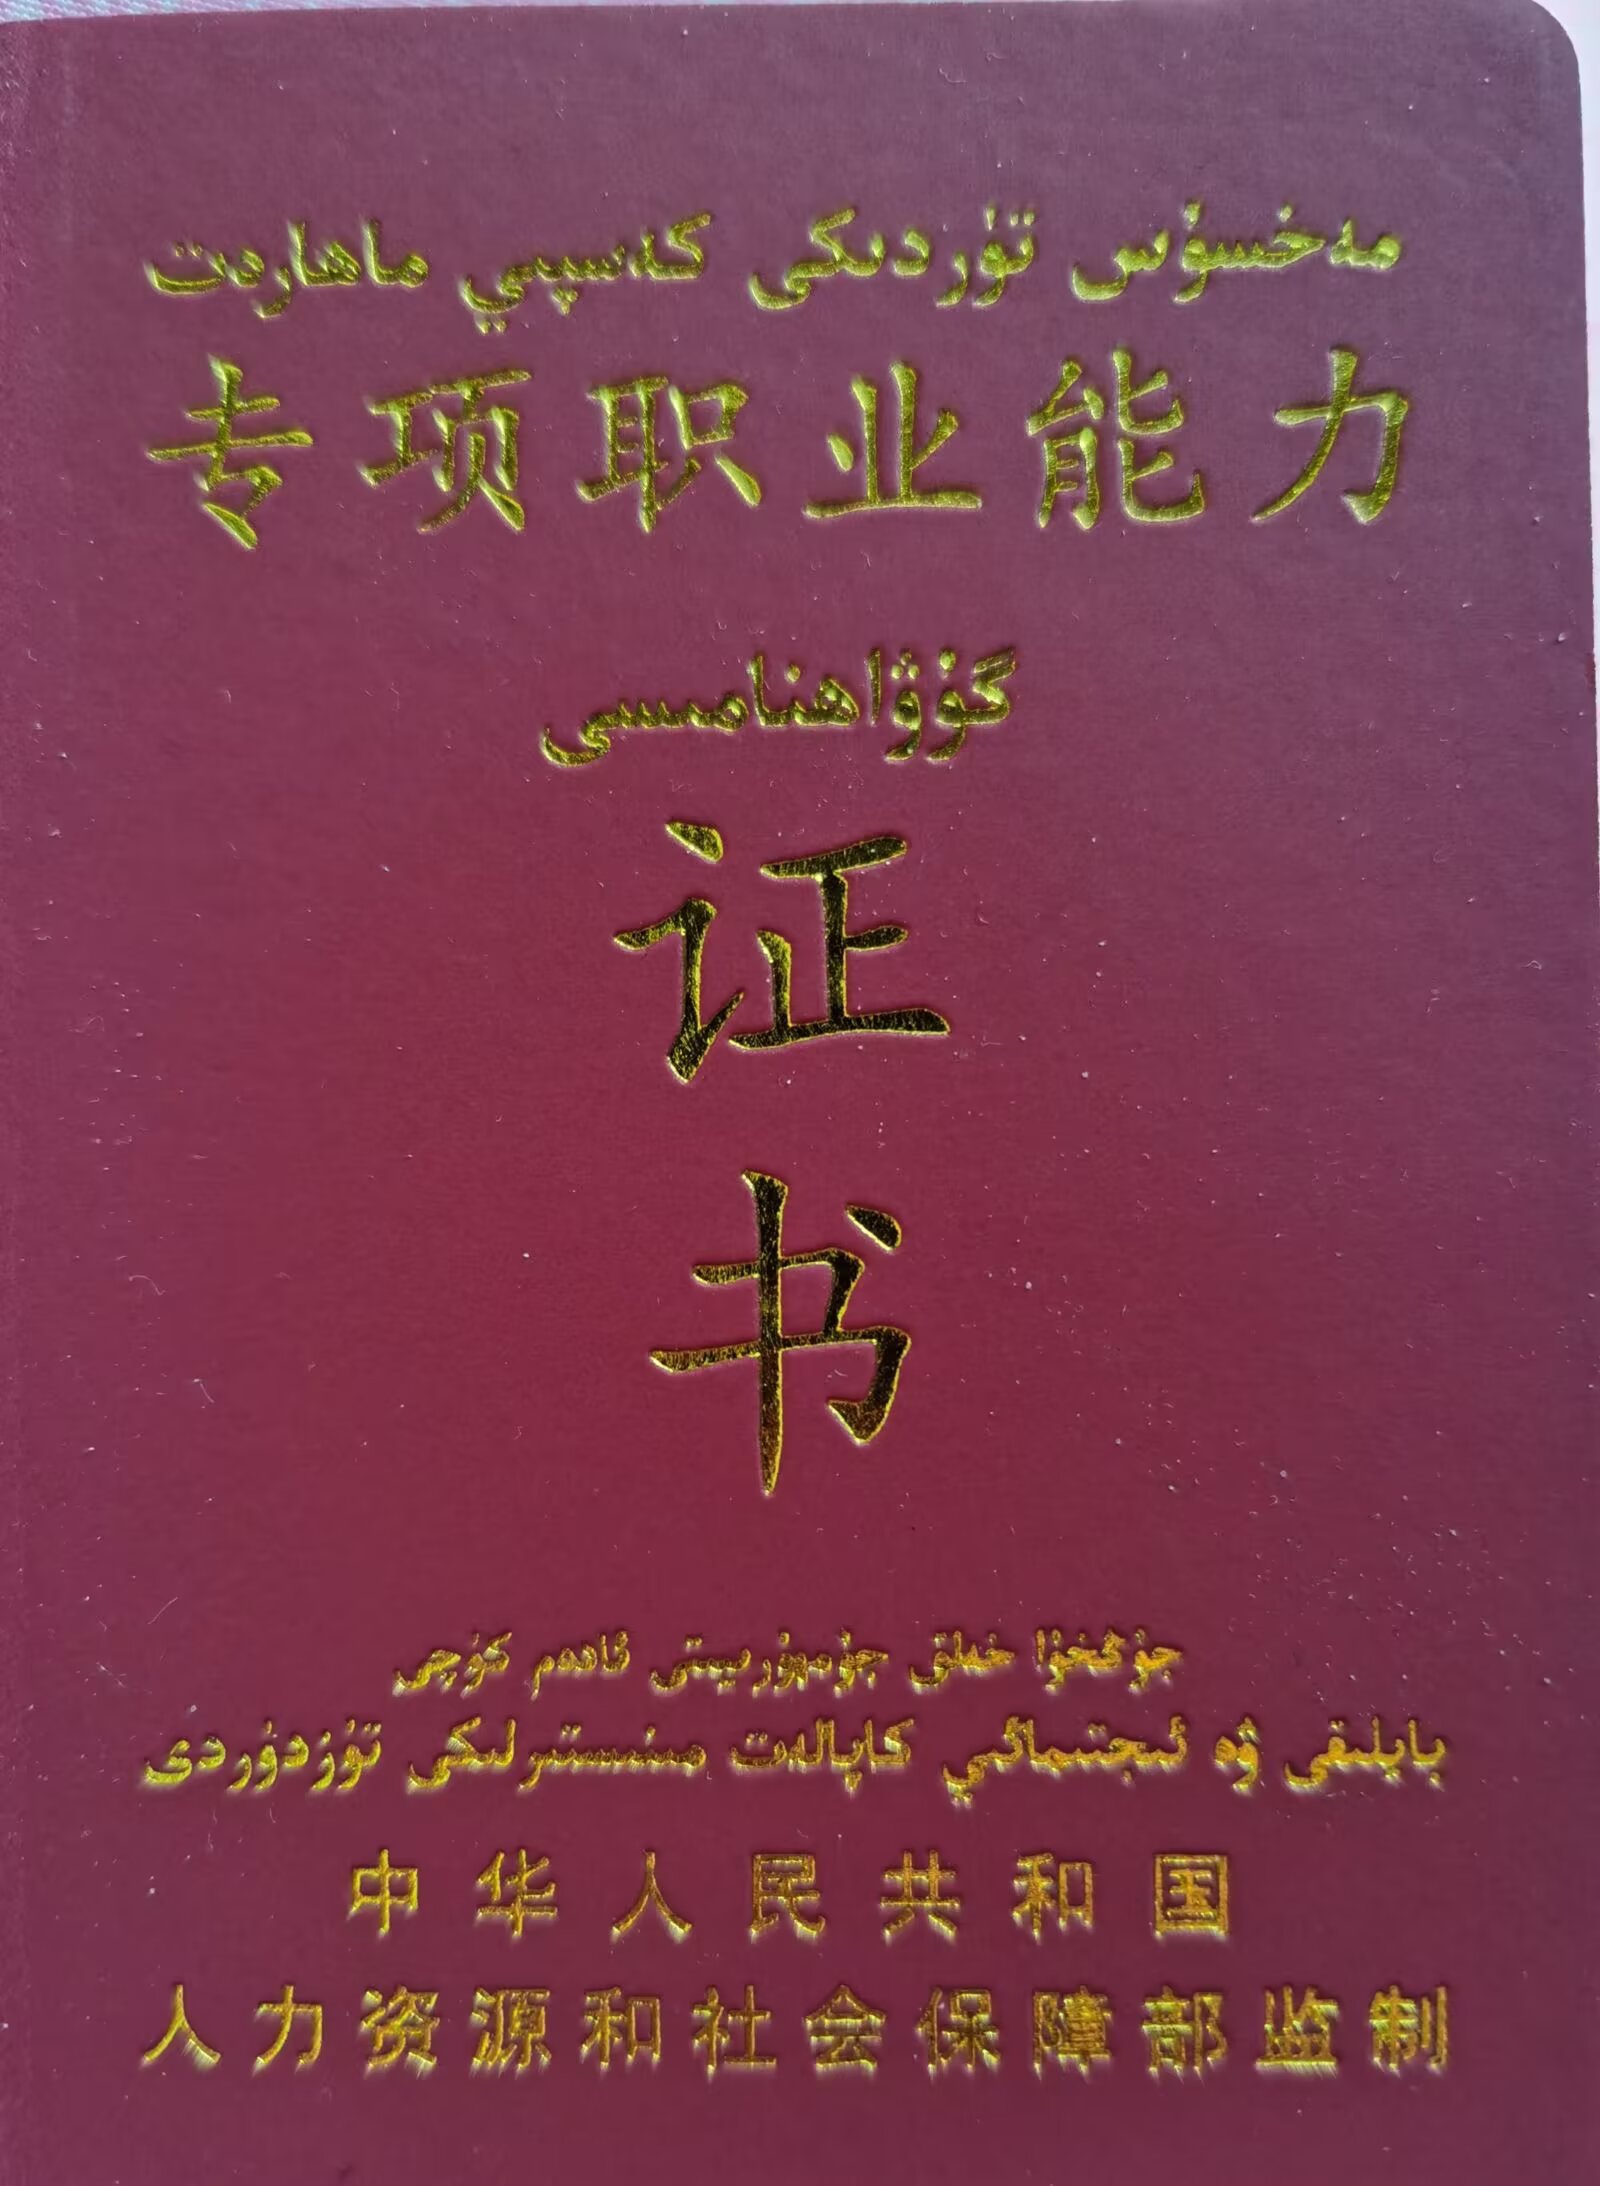 مەخسۇس تۈردىكى كەسپىي ماھارەت
专项职业能力
گۇۋاھنامىسى
证
书
جۇڭخۇا خەلق جۇمھۇرىيىتى ئادەم كۈچى
بايلىقى ۋە ئىجتىمائىي كاپالەت مىنىستىرلىكى تۈزدۈردى
中华人民共和国
人力资源和社会保障部监制